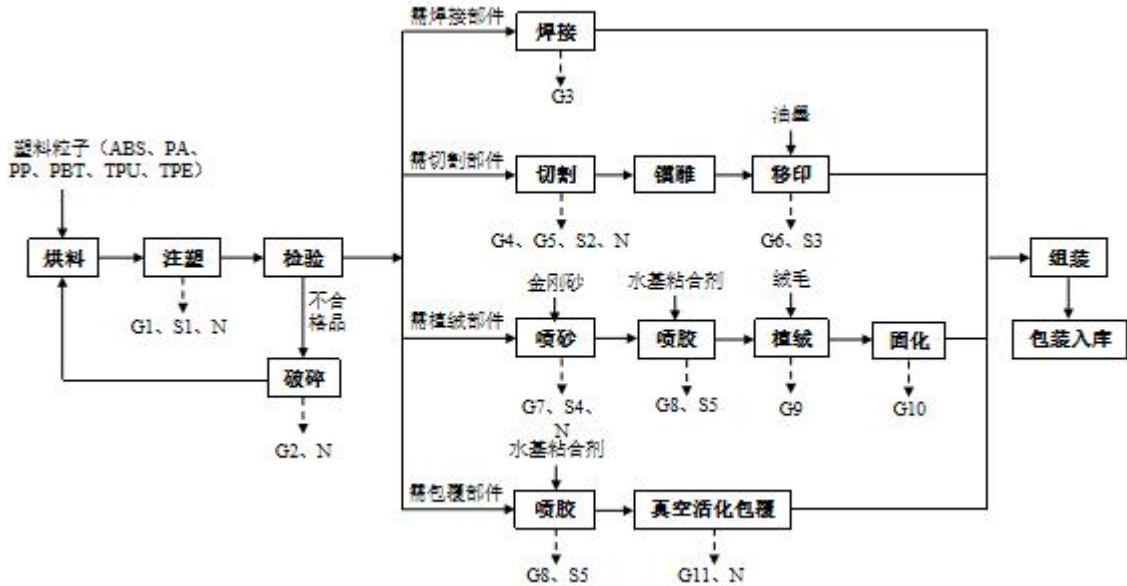 需焊接部件
焊接
G3
油墨
塑料粒子（ABS、PA、
PP、PBT、TPU、TPE）
需切割部件
切割
镭雕
移印
G4、G5、S2、N
G6、S3
烘料
注塑
检验
组装
G1、S1、N
不合
格品
金刚砂
水基粘合剂
绒毛
需植绒部件
喷砂
喷胶
植绒
固化
包装入库
破碎
G7、S4、
N
G8、S5
G9
G10
G2、N
水基粘合剂
需包覆部件
喷胶
真空活化包覆
G8、S5
G11、N